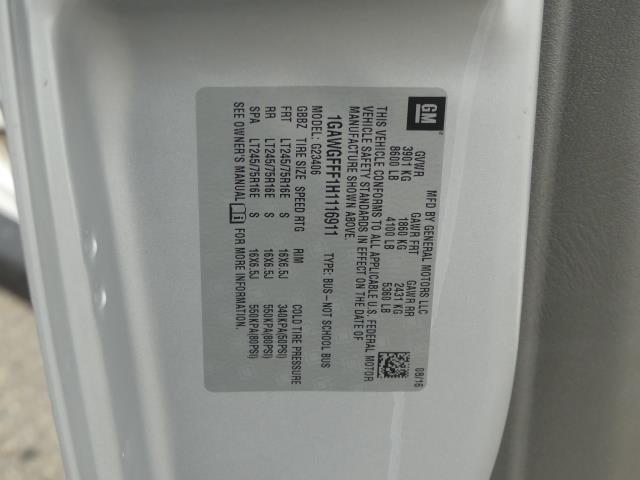 GM
MFD BY GENERAL MOTORS LLC 08/16
GVWR GAWR FRT GAWR RR
3901 KG 1860 KG 2431 KG
8600 LB 4100 LB 5360 LB
THIS VEHICLE CONFORMS TO ALL APPLICABLE U.S. FEDERAL MOTOR
VEHICLE SAFETY STANDARDS IN EFFECT ON THE DATE OF
MANUFACTURE SHOWN ABOVE.
1GAWGFFF1H1116911 TYPE: BUS-NOT SCHOOL BUS
MODEL: G23406
GBBZ TIRE SIZE SPEED RTG RIM COLD TIRE PRESSURE
FRT LT245/75R16E S 16X6.5J 340KPA(50PSI)
RR LT245/75R16E S 16X6.5J 550KPA(80PSI)
SPA LT245/75R16E S 16X6.5J 550KPA(80PSI)
SEE OWNER'S MANUAL FOR MORE INFORMATION.